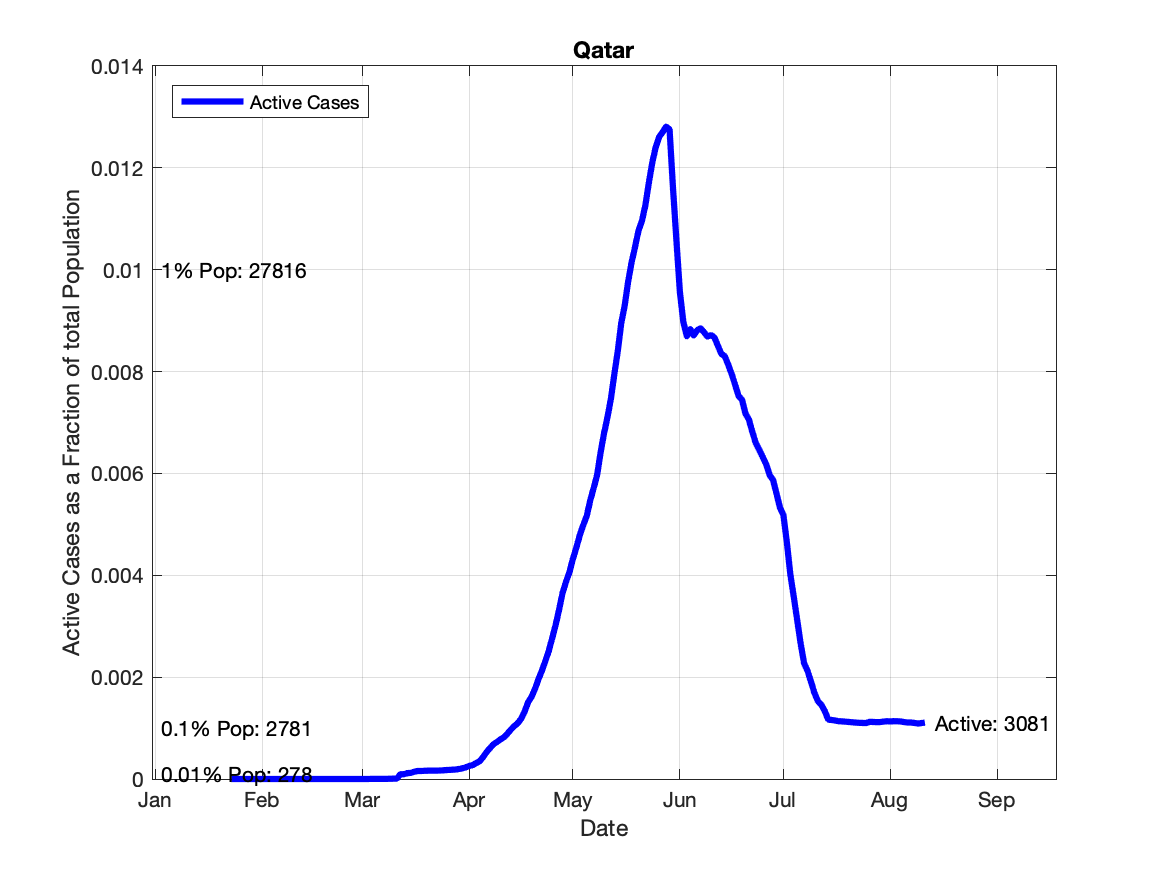 Qatar
0.014
Active Cases
0.012
0.01
1% Pop: 27816
0.008
0.006
0.004
0.002
0.1% Pop: 2781
Active: 3081
0.01% Pop: 278
0
Active Cases as a Fraction of total Population
Jan Feb Mar Apr May Jun Jul Aug Sep
Date